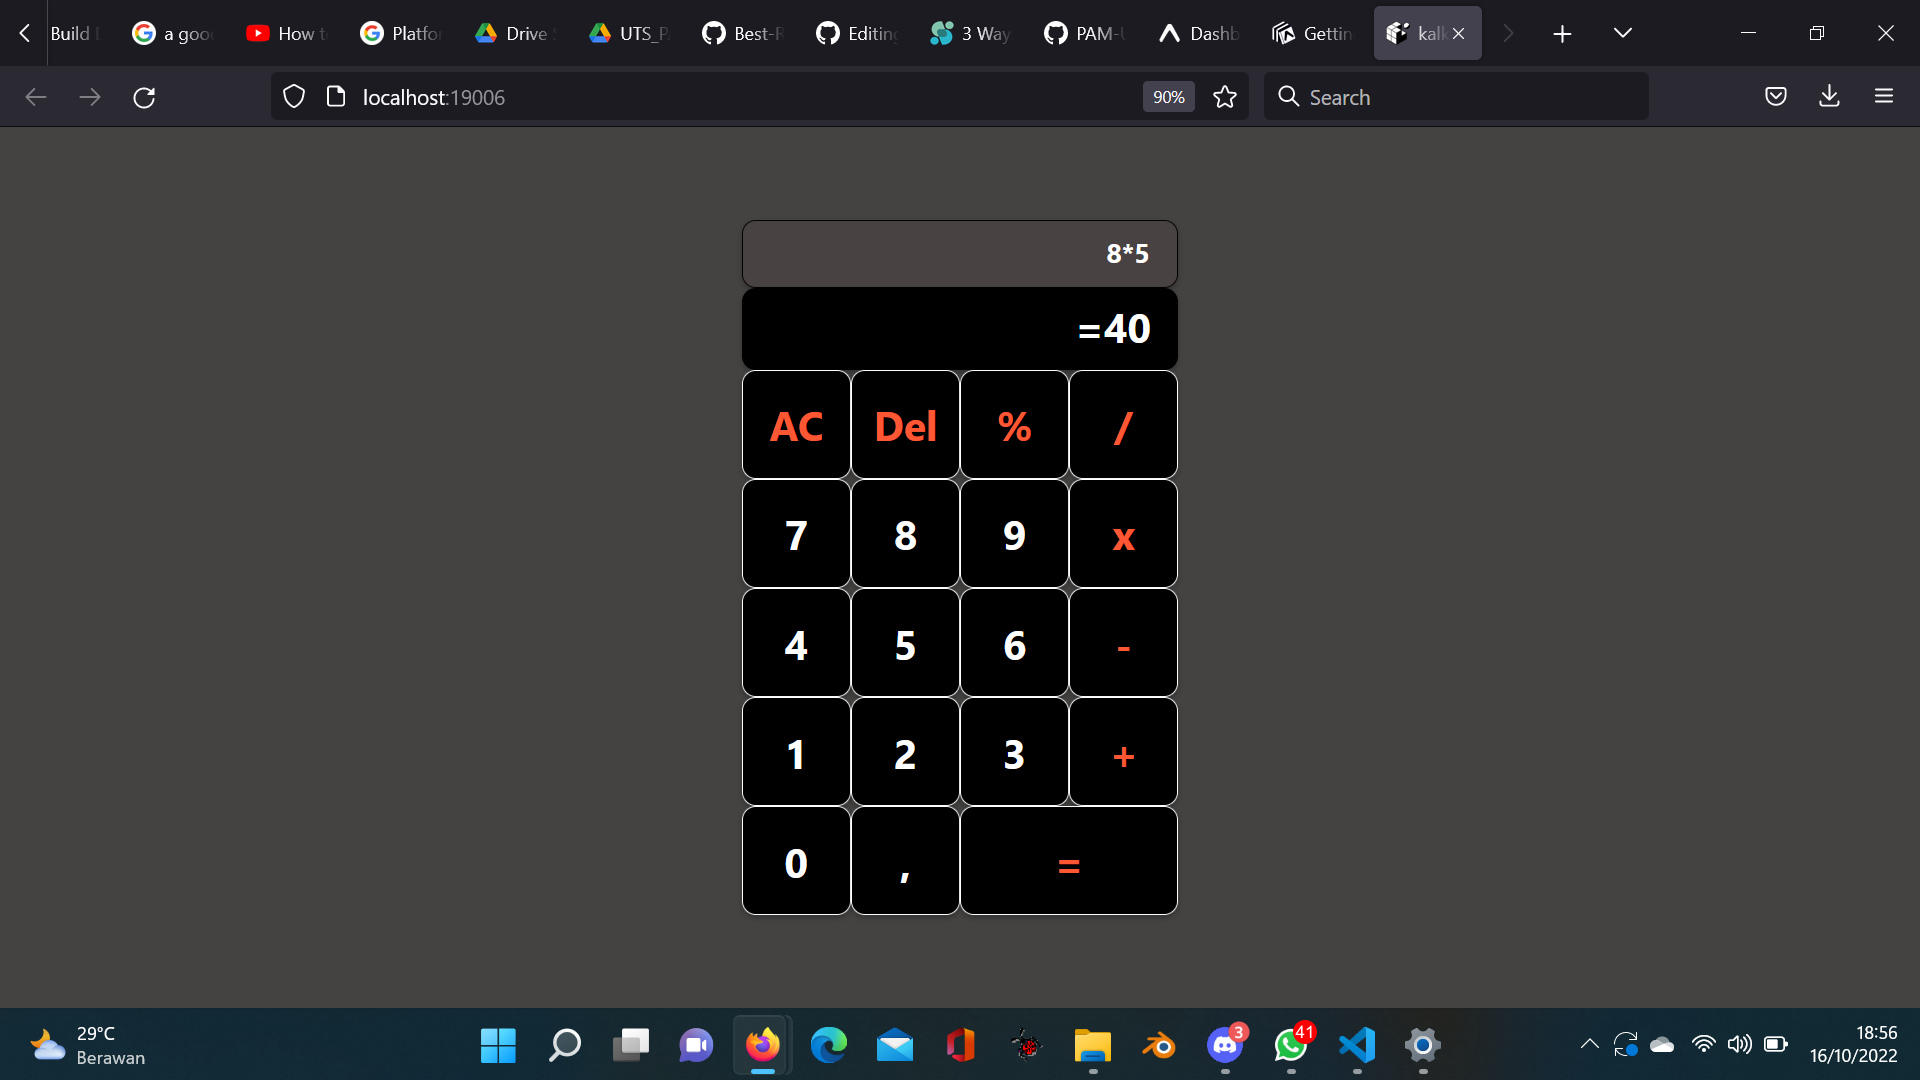 Build
a goo
How t
Platfo
Drive
UTS_P
Best-R
Editin
3 Way
PAM-U
Dashb
Gettin
kalk
localhost:19006
90%
Search
8*5
=40
AC Del % /
7 8 9 x
4 5 6 -
1 2 3 +
0 , =
29°C
Berawan
3
41
18:56
16/10/2022